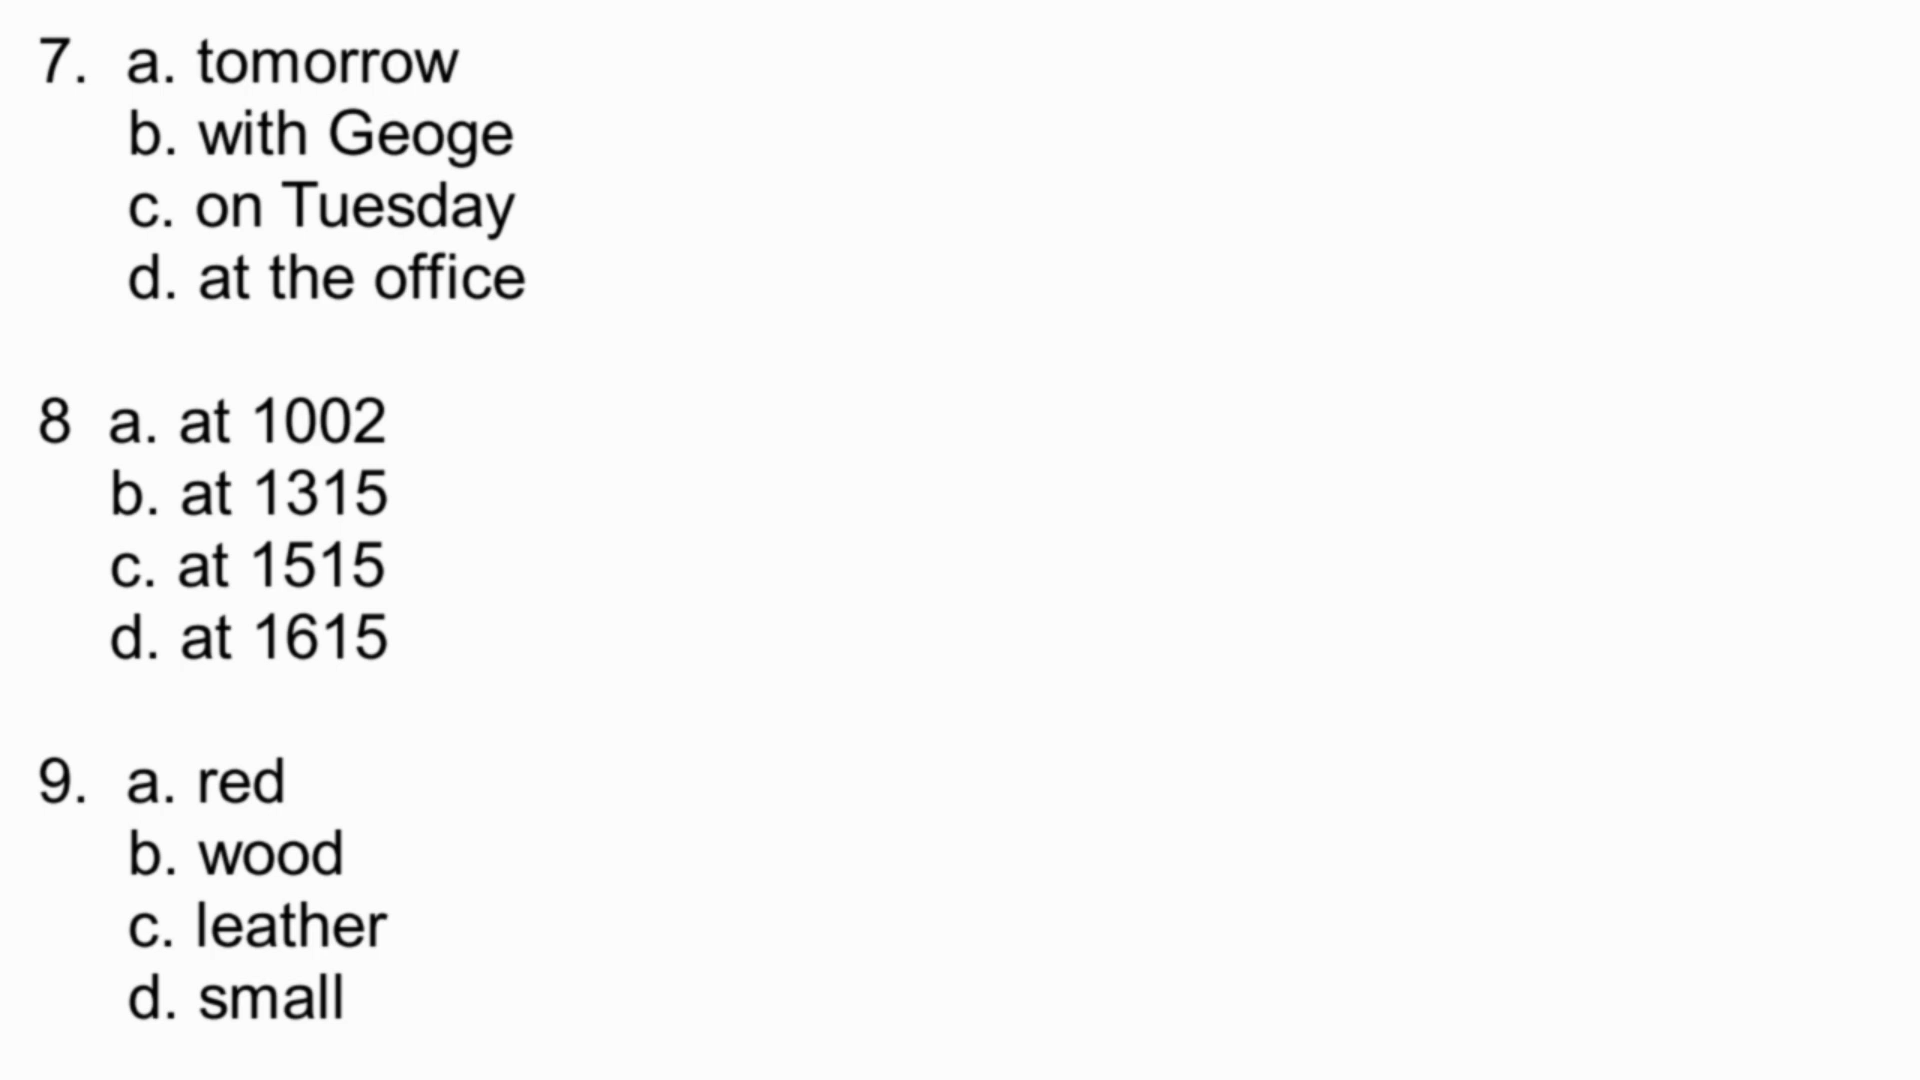 7. a. tomorrow
b. with Geoge
c. on Tuesday
d. at the office
8 a. at 1002
b. at 1315
c. at 1515
d. at 1615
9. a. red
b. wood
c. leather
d. small